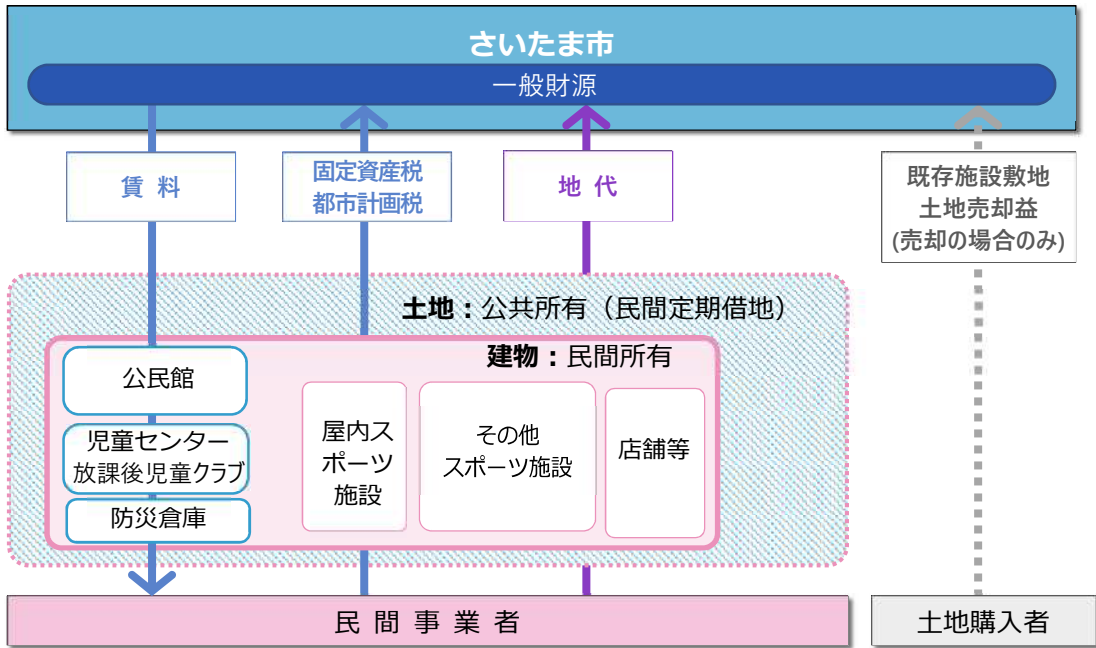 さいたま市
一般財源
賃料
固定資産税
都市計画税
地代
既存施設敷地
土地売却益
(売却の場合のみ)
土地：公共所有（民間定期借地）
建物：民間所有
公民館
児童センター
放課後児童クラブ
防災倉庫
屋内ス
ポーツ
施設
その他
スポーツ施設
店舗等
民間事業者
土地購入者